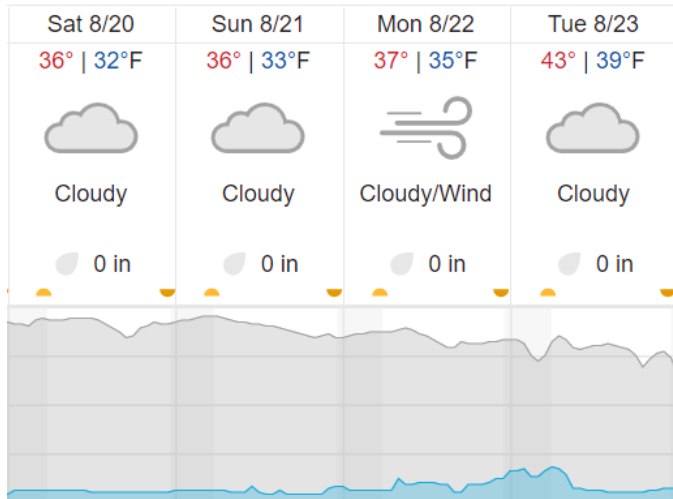 Sat 8/20 Sun 8/21 Mon 8/22 Tue 8/23
36° | 32°F 36° | 33°F 37° | 35°F 43° | 39°F
Cloudy Cloudy Cloudy/Wind Cloudy
0 in 0 in 0 in 0 in